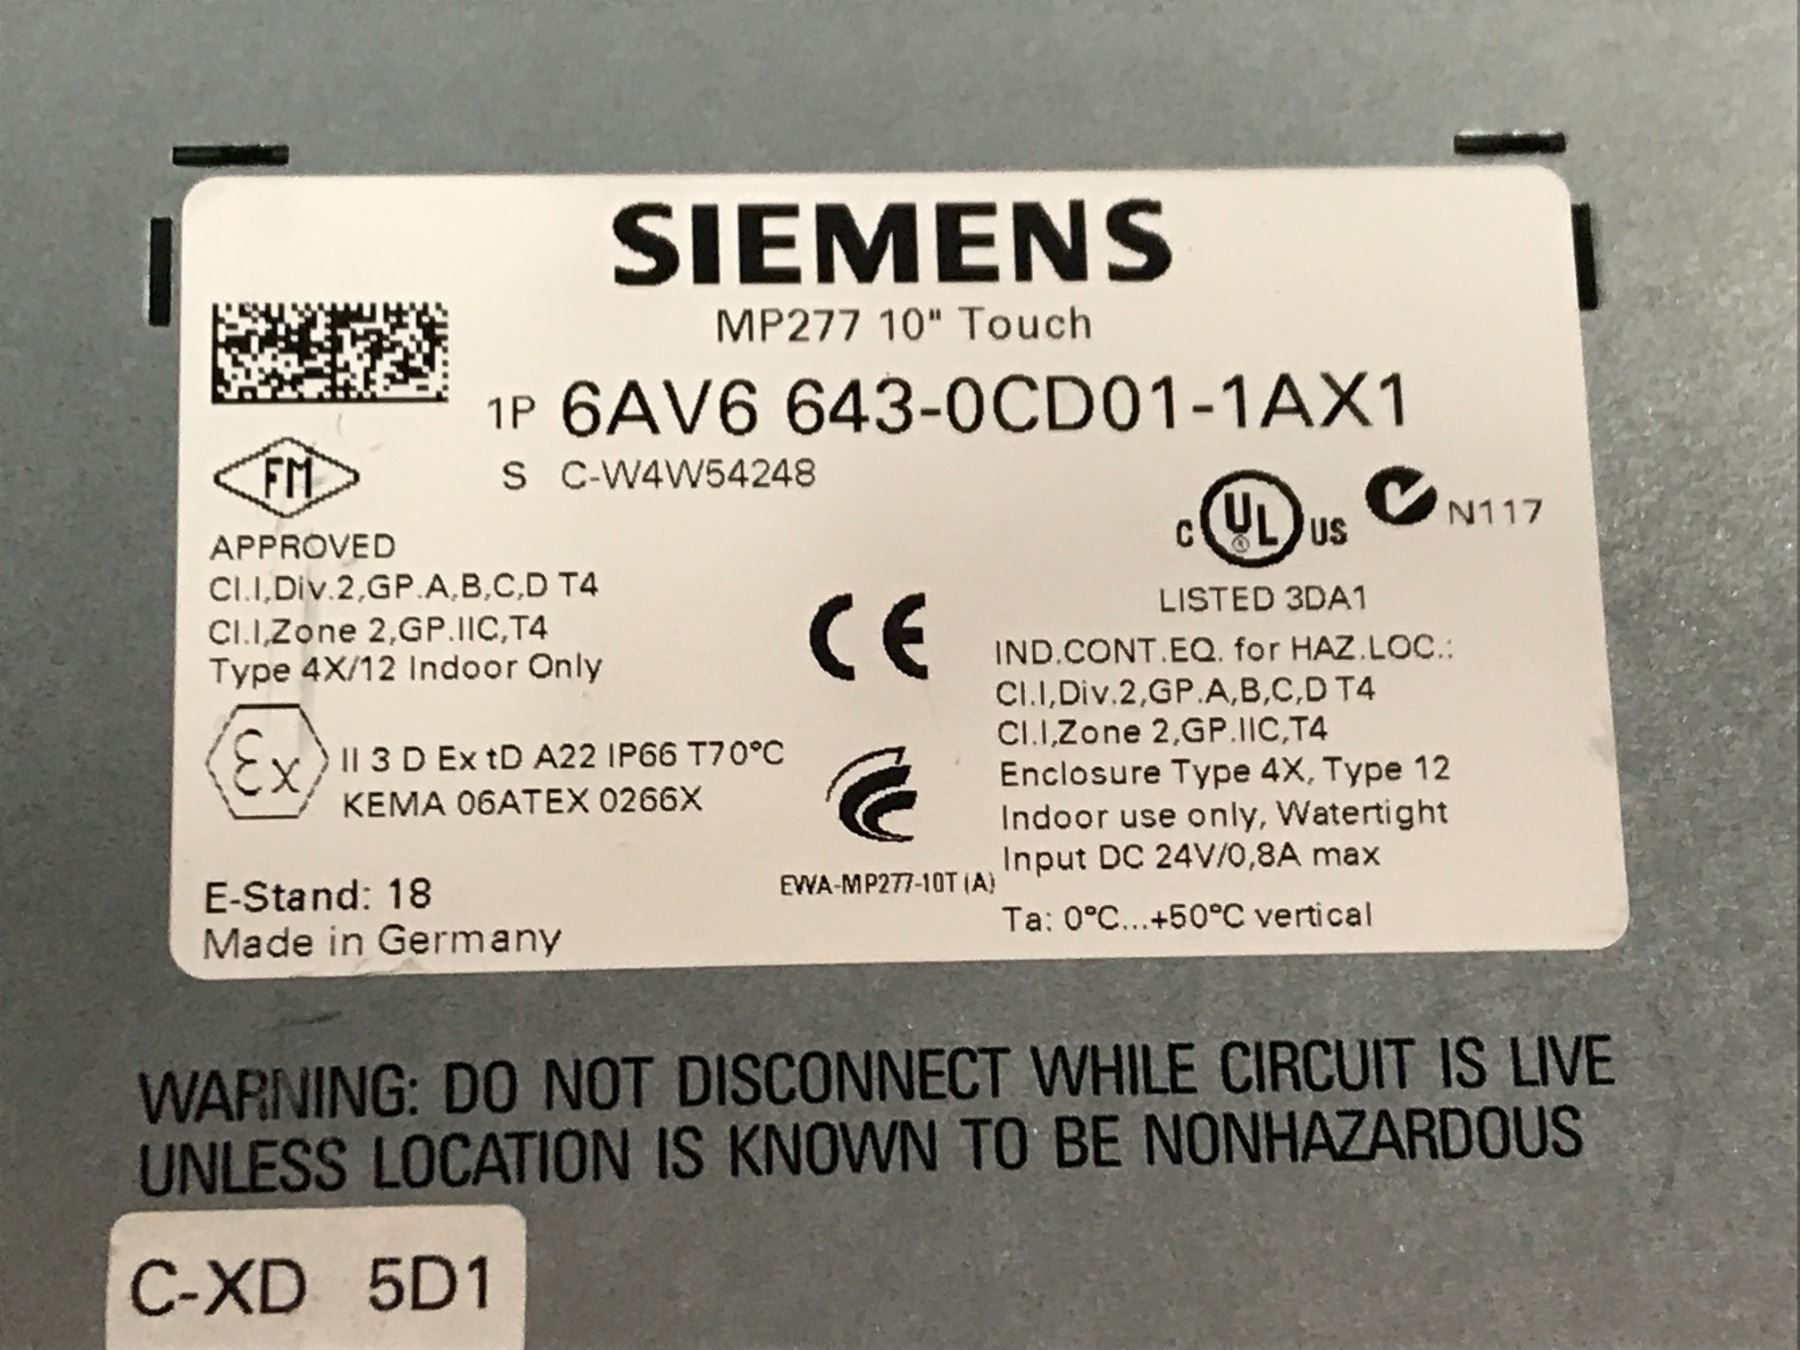 SIEMENS
MP277 10" Touch
1P 6AV6 643-0CD01-1AX1
S C-W4W54248
FM
APPROVED
Cl.I,Div.2,GP.A,B,C,D T4
Cl.I,Zone 2,GP.IIC,T4
Type 4X/12 Indoor Only
Ex II 3 D Ex tD A22 IP66 T70°C
KEMA 06ATEX 0266X
E-Stand: 18
Made in Germany
CE
EWA-MP277-10T (A)
C UL US N117
LISTED 3DA1
IND.CONT.EQ. for HAZ.LOC.:
Cl.I,Div.2,GP.A,B,C,D T4
Cl.I,Zone 2,GP.IIC,T4
Enclosure Type 4X, Type 12
Indoor use only, Watertight
Input DC 24V/0,8A max
Ta: 0°C...+50°C vertical
WARNING: DO NOT DISCONNECT WHILE CIRCUIT IS LIVE
UNLESS LOCATION IS KNOWN TO BE NONHAZARDOUS
C-XD 5D1